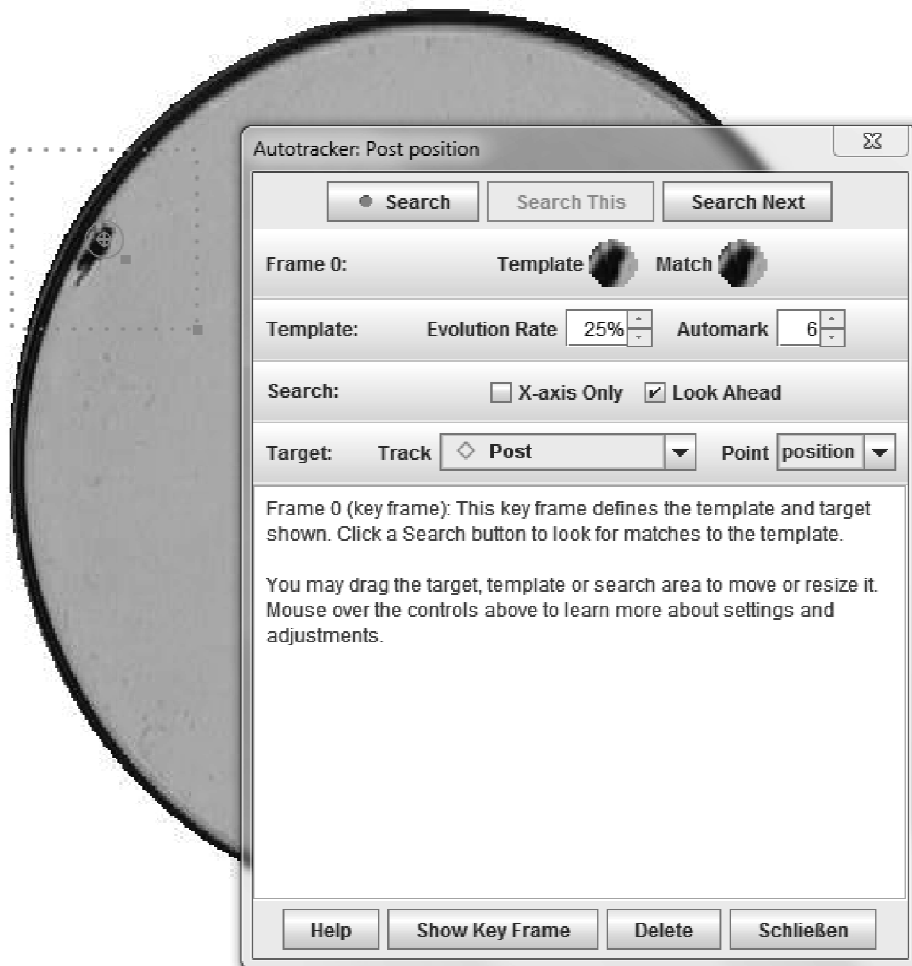 Autotracker: Post position
Search Search This Search Next
Frame 0: Template Match
Template: Evolution Rate 25% Automark 6
Search: X-axis Only Look Ahead
Target: Track Post Point position
Frame 0 (key frame): This key frame defines the template and target
shown. Click a Search button to look for matches to the template.
You may drag the target, template or search area to move or resize it.
Mouse over the controls above to learn more about settings and
adjustments.
Help Show Key Frame Delete Schließen